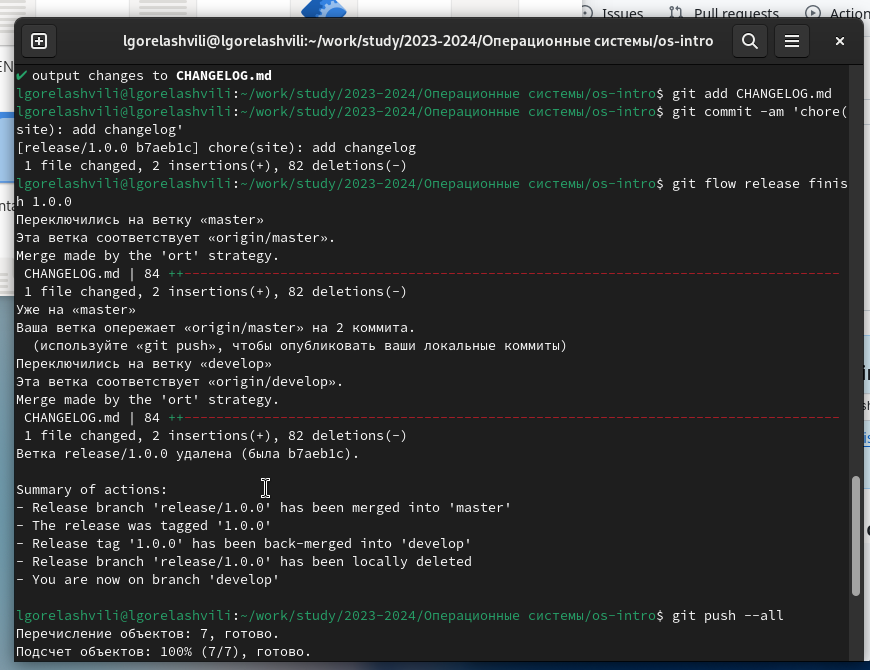 Issues
Pull requests
Action
EN
lgorelashvili@lgorelashvili:~/work/study/2023-2024/Операционные системы/os-intro
✔ output changes to CHANGELOG.md
lgorelashvili@lgorelashvili:~/work/study/2023-2024/Операционные системы/os-intro$ git add CHANGELOG.md
lgorelashvili@lgorelashvili:~/work/study/2023-2024/Операционные системы/os-intro$ git commit -am 'chore(
site): add changelog'
[release/1.0.0 b7aeb1c] chore(site): add changelog
1 file changed, 2 insertions(+), 82 deletions(-)
lgorelashvili@lgorelashvili:~/work/study/2023-2024/Операционные системы/os-intro$ git flow release finis
h 1.0.0
Переключились на ветку «master»
Эта ветка соответствует «origin/master».
Merge made by the 'ort' strategy.
CHANGELOG.md | 84 ++----------------------------------------------------------------------------------
1 file changed, 2 insertions(+), 82 deletions(-)
Уже на «master»
Ваша ветка опережает «origin/master» на 2 коммита.
(используйте «git push», чтобы опубликовать ваши локальные коммиты)
Переключились на ветку «develop»
Эта ветка соответствует «origin/develop».
Merge made by the 'ort' strategy.
CHANGELOG.md | 84 ++----------------------------------------------------------------------------------
1 file changed, 2 insertions(+), 82 deletions(-)
Ветка release/1.0.0 удалена (была b7aeb1c).
Summary of actions:
- Release branch 'release/1.0.0' has been merged into 'master'
- The release was tagged '1.0.0'
- Release tag '1.0.0' has been back-merged into 'develop'
- Release branch 'release/1.0.0' has been locally deleted
- You are now on branch 'develop'
lgorelashvili@lgorelashvili:~/work/study/2023-2024/Операционные системы/os-intro$ git push --all
Перечисление объектов: 7, готово.
Подсчет объектов: 100% (7/7), готово.